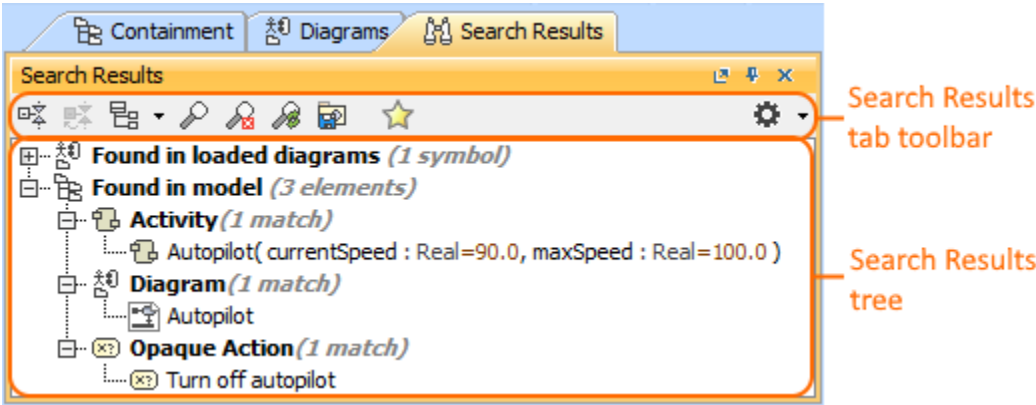 Containment Diagrams Search Results
Search Results
Search Results
tab toolbar
Found in loaded diagrams (1 symbol)
Found in model (3 elements)
Activity (1 match)
Autopilot( currentSpeed : Real=90.0, maxSpeed : Real=100.0 )
Diagram (1 match)
Autopilot
Opaque Action (1 match)
Turn off autopilot
Search Results
tree